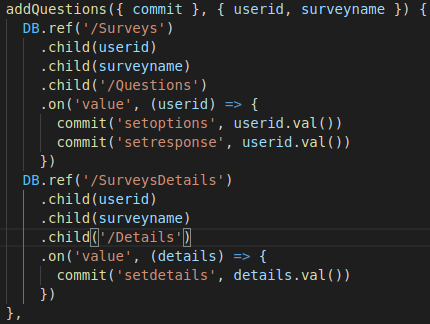 addQuestions({ commit }, { userid, surveyname }) {
  DB.ref('/Surveys')
    .child(userid)
    .child(surveyname)
    .child('/Questions')
    .on('value', (userid) => {
      commit('setoptions', userid.val())
      commit('setresponse', userid.val())
    })
  DB.ref('/SurveysDetails')
    .child(userid)
    .child(surveyname)
    .child('/Details')
    .on('value', (details) => {
      commit('setdetails', details.val())
    })
},